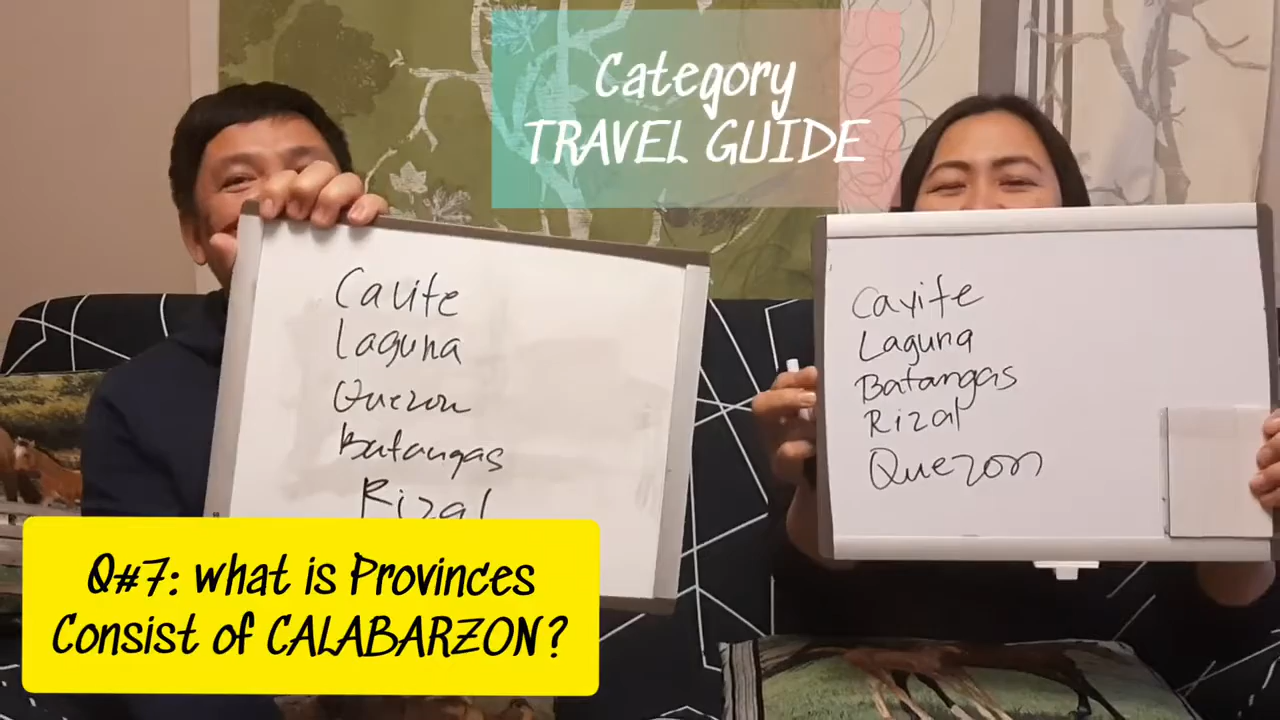 Category
TRAVEL GUIDE
Cavite
Laguna
Quezon
Batangas
Rizal
Cavite
Laguna
Batangas
Rizal
Quezon
Q#7: what is Provinces
Consist of CALABARZON?